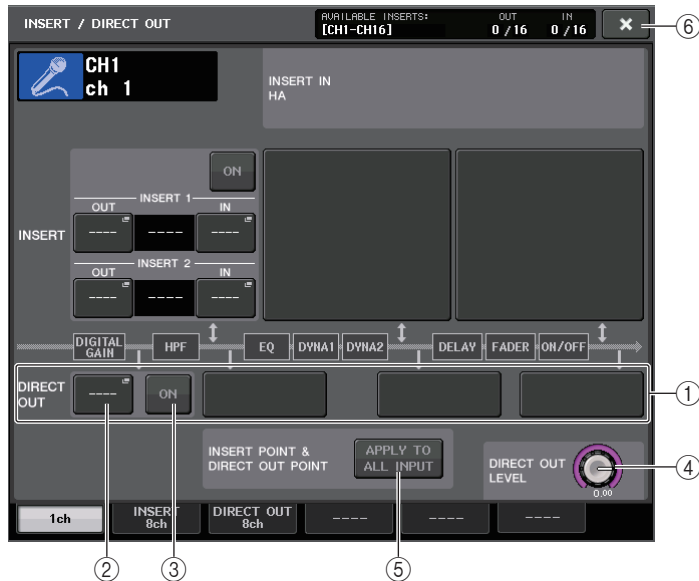 INSERT / DIRECT OUT
AVAILABLE INSERTS: OUT IN
[CH1-CH16] 0 /16 0 /16
×
⑥
CH1
ch 1
INSERT IN
HA
ON
INSERT 1
OUT IN
---- ---- ----
INSERT
INSERT 2
OUT IN
---- ---- ----
DIGITAL GAIN HPF EQ DYNA1 DYNA2 DELAY FADER ON/OFF
DIRECT OUT
---- ON
①
INSERT POINT &
DIRECT OUT POINT
APPLY TO
ALL INPUT
DIRECT OUT
LEVEL
0.00
④
1ch
INSERT
8ch
DIRECT OUT
8ch
---- ---- ----
② ③ ⑤